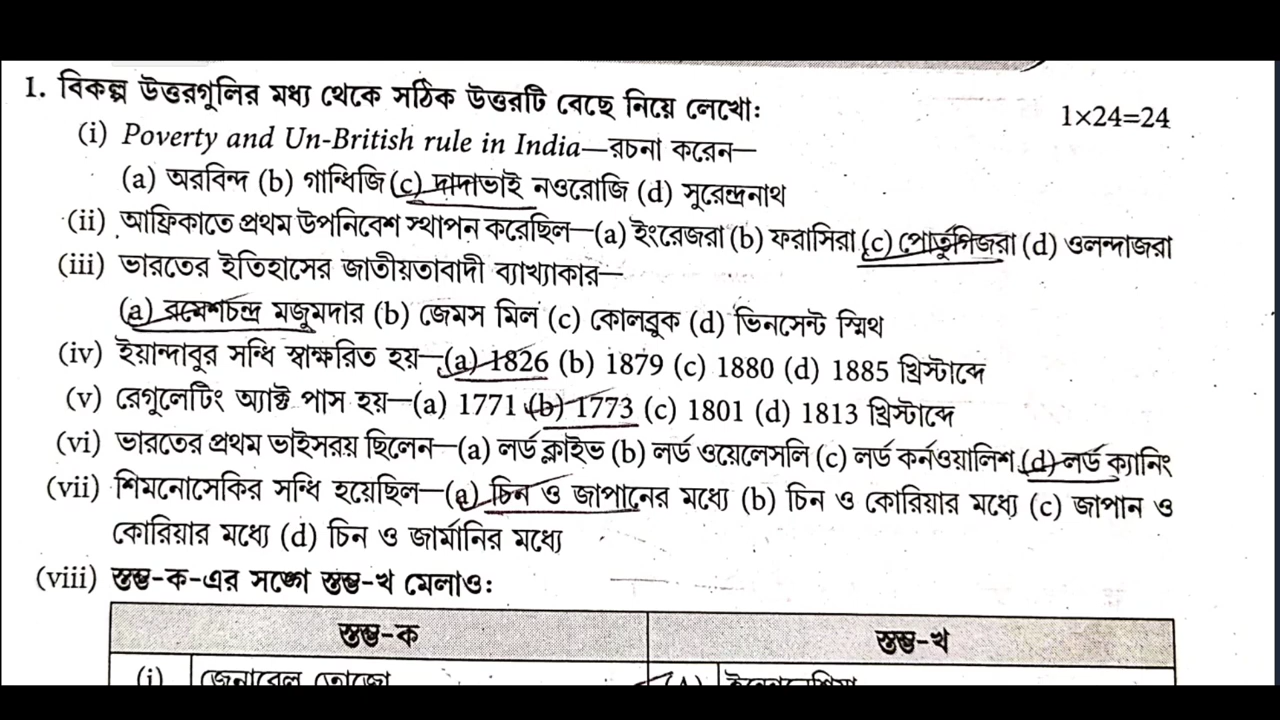 1. বিকল্প উত্তরগুলির মধ্য থেকে সঠিক উত্তরটি বেছে নিয়ে লেখো: 1×24=24
(i) Poverty and Un-British rule in India—রচনা করেন—
(a) অরবিন্দ (b) গান্ধিজি (c) দাদাভাই নওরোজি (d) সুরেন্দ্রনাথ
(ii) আফ্রিকাতে প্রথম উপনিবেশ স্থাপন করেছিল—(a) ইংরেজরা (b) ফরাসিরা (c) পোর্তুগিজরা (d) ওলন্দাজরা
(iii) ভারতের ইতিহাসের জাতীয়তাবাদী ব্যাখ্যাকার—
(a) রমেশচন্দ্র মজুমদার (b) জেমস মিল (c) কোলব্রুক (d) ভিনসেন্ট স্মিথ
(iv) ইয়ান্দাবুর সন্ধি স্বাক্ষরিত হয়—(a) 1826 (b) 1879 (c) 1880 (d) 1885 খ্রিস্টাব্দে
(v) রেগুলেটিং অ্যাক্ট পাস হয়—(a) 1771 (b) 1773 (c) 1801 (d) 1813 খ্রিস্টাব্দে
(vi) ভারতের প্রথম ভাইসরয় ছিলেন—(a) লর্ড ক্লাইভ (b) লর্ড ওয়েলেসলি (c) লর্ড কর্নওয়ালিশ (d) লর্ড ক্যানিং
(vii) শিমনোসেকির সন্ধি হয়েছিল—(a) চিন ও জাপানের মধ্যে (b) চিন ও কোরিয়ার মধ্যে (c) জাপান ও
কোরিয়ার মধ্যে (d) চিন ও জার্মানির মধ্যে
(viii) স্তম্ভ-ক-এর সঙ্গে স্তম্ভ-খ মেলাও:
স্তম্ভ-ক স্তম্ভ-খ
(i) জেনারেল তোজো (A) ইন্দোনেশিয়া